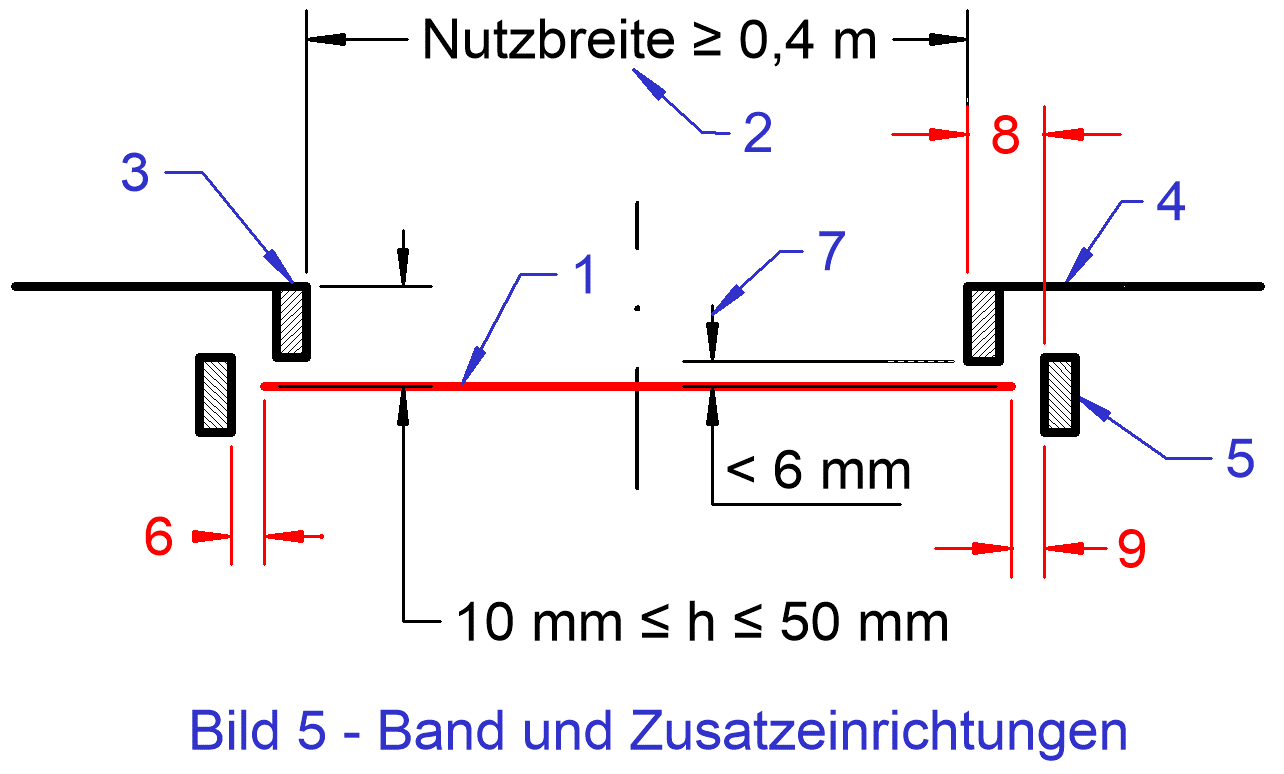 Nutzbreite ≥ 0,4 m
2
8
3
4
7
1
5
< 6 mm
6
9
10 mm ≤ h ≤ 50 mm
Bild 5 - Band und Zusatzeinrichtungen